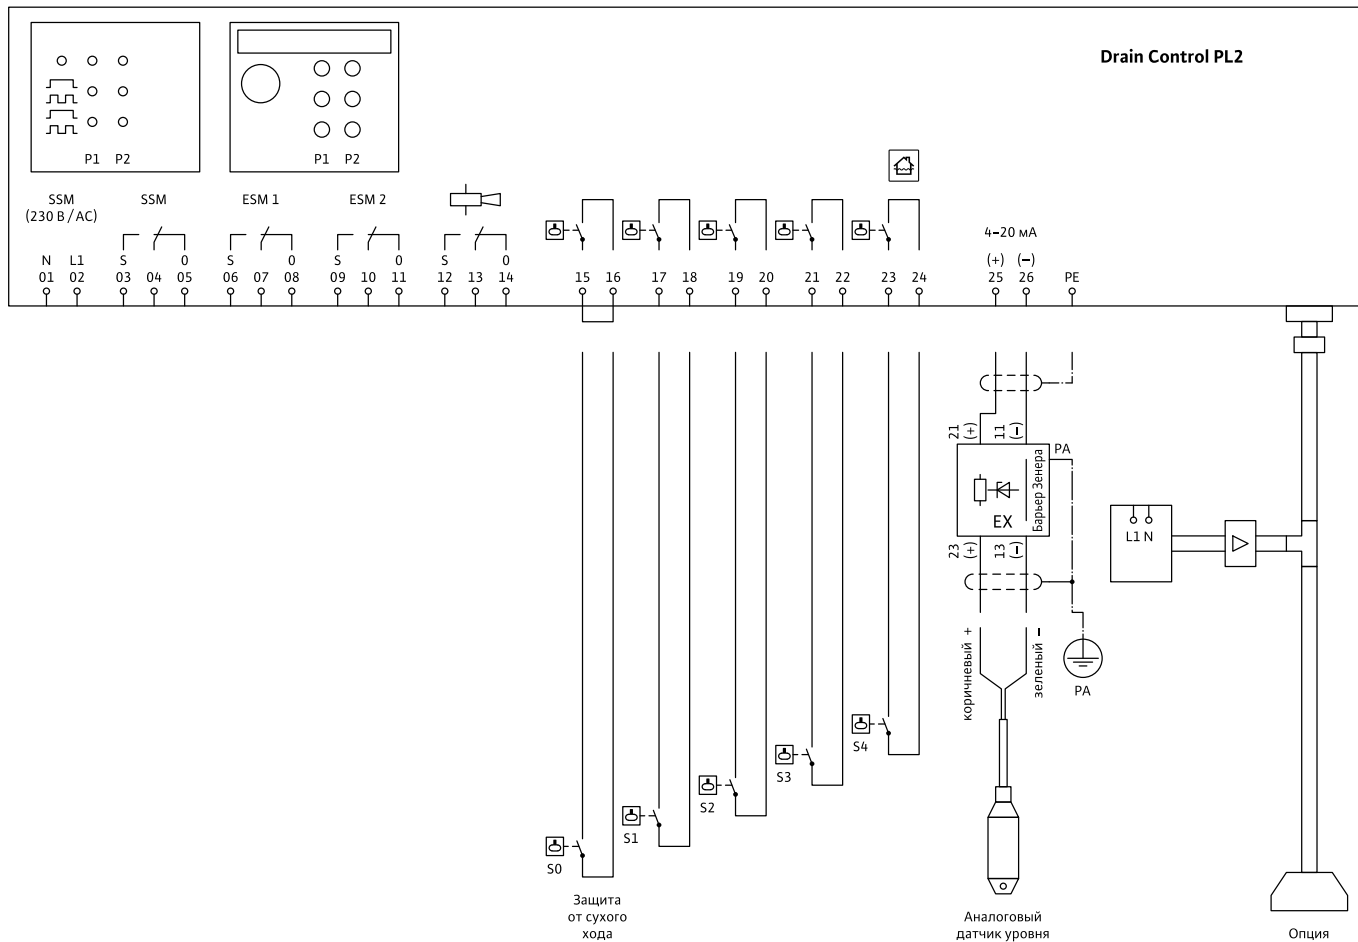 Drain Control PL2
P1 P2
P1 P2
SSM
(230 В / AC)
SSM
ESM 1
ESM 2
4–20 мА
N L1 S 0 S 0 S 0 S 0 (+) (–)
01 02 03 04 05 06 07 08 09 10 11 12 13 14 15 16 17 18 19 20 21 22 23 24 25 26 PE
21 (+)
11 (–)
PA
Барьер Зенера
EX
23 (+)
13 (–)
L1 N
коричневый +
зеленый –
PA
S4
S3
S2
S1
S0
Защита
от сухого
хода
Аналоговый
датчик уровня
Опция